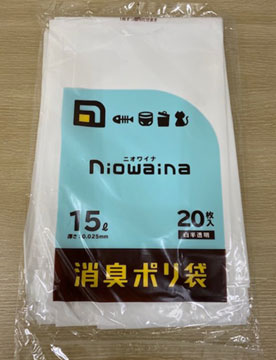 ニオワイナ
niowaina
15ℓ
厚さ:0.025mm
20枚入
白半透明
消臭ポリ袋